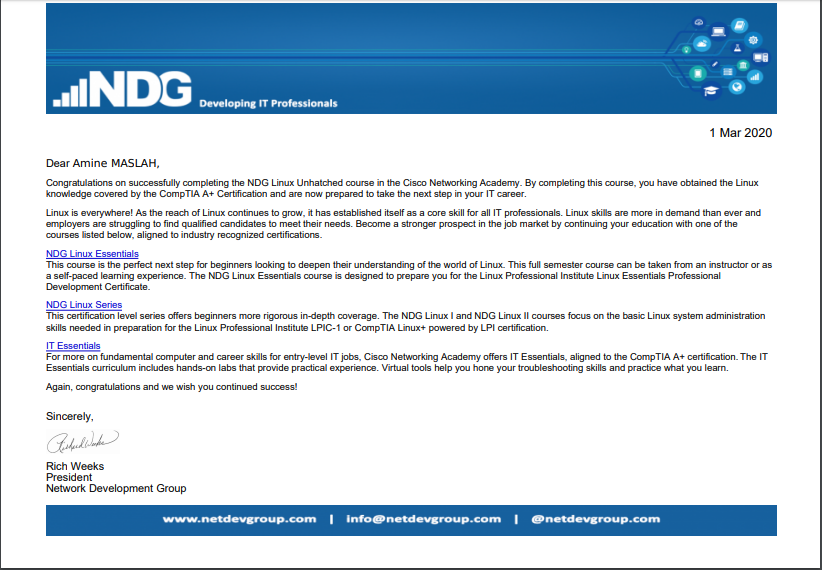 NDG Developing IT Professionals
1 Mar 2020
Dear Amine MASLAH,
Congratulations on successfully completing the NDG Linux Unhatched course in the Cisco Networking Academy. By completing this course, you have obtained the Linux
knowledge covered by the CompTIA A+ Certification and are now prepared to take the next step in your IT career.
Linux is everywhere! As the reach of Linux continues to grow, it has established itself as a core skill for all IT professionals. Linux skills are more in demand than ever and
employers are struggling to find qualified candidates to meet their needs. Become a stronger prospect in the job market by continuing your education with one of the
courses listed below, aligned to industry recognized certifications.
NDG Linux Essentials
This course is the perfect next step for beginners looking to deepen their understanding of the world of Linux. This full semester course can be taken from an instructor or as
a self-paced learning experience. The NDG Linux Essentials course is designed to prepare you for the Linux Professional Institute Linux Essentials Professional
Development Certificate.
NDG Linux Series
This certification level series offers beginners more rigorous in-depth coverage. The NDG Linux I and NDG Linux II courses focus on the basic Linux system administration
skills needed in preparation for the Linux Professional Institute LPIC-1 or CompTIA Linux+ powered by LPI certification.
IT Essentials
For more on fundamental computer and career skills for entry-level IT jobs, Cisco Networking Academy offers IT Essentials, aligned to the CompTIA A+ certification. The IT
Essentials curriculum includes hands-on labs that provide practical experience. Virtual tools help you hone your troubleshooting skills and practice what you learn.
Again, congratulations and we wish you continued success!
Sincerely,
Richard Weeks
Rich Weeks
President
Network Development Group
www.netdevgroup.com | info@netdevgroup.com | @netdevgroup.com